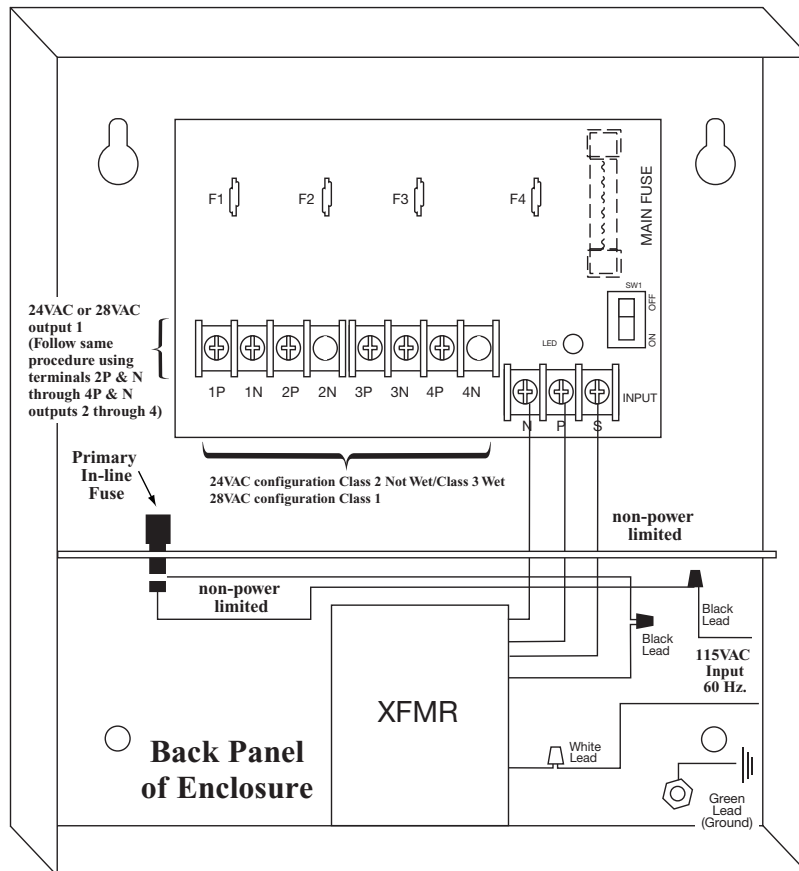 MAIN FUSE
F1
F2
F3
F4
SW1
OFF
ON
24VAC or 28VAC
output 1
(Follow same
procedure using
terminals 2P & N
through 4P & N
outputs 2 through 4)
LED
1P
1N
2P
2N
3P
3N
4P
4N
INPUT
N
P
S
24VAC configuration Class 2 Not Wet/Class 3 Wet
28VAC configuration Class 1
Primary
In-line
Fuse
non-power
limited
non-power
limited
Black
Lead
Black
Lead
115VAC
Input
60 Hz.
XFMR
White
Lead
Back Panel
of Enclosure
Green
Lead
(Ground)